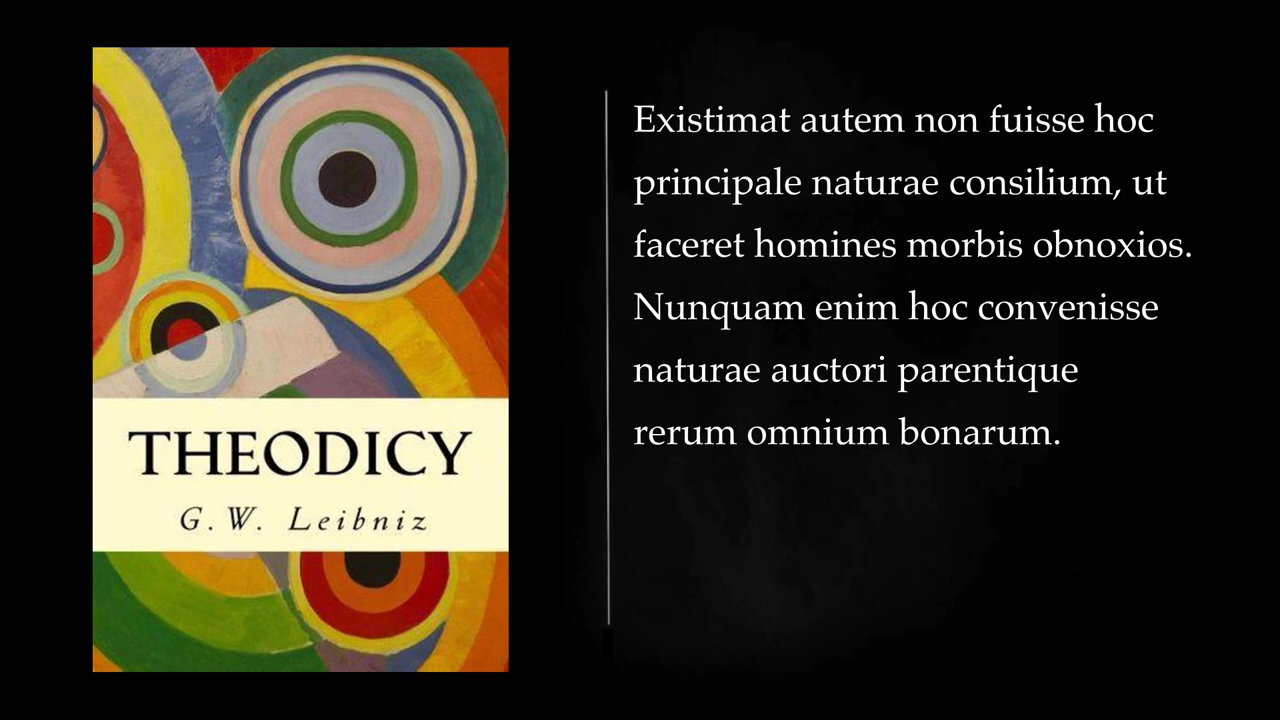 THEODICY
G. W. Leibniz
Existimat autem non fuisse hoc
principale naturae consilium, ut
faceret homines morbis obnoxios.
Nunquam enim hoc convenisse
naturae auctori parentique
rerum omnium bonarum.